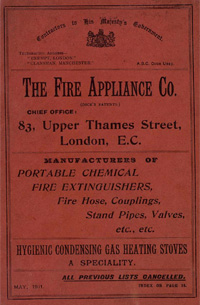 Contractors to His Majesty's Government.
A.B.C. Code Used.
THE FIRE APPLIANCE CO.
CHIEF OFFICE:
83, Upper Thames Street,
London, E.C.
MANUFACTURERS OF
PORTABLE CHEMICAL
FIRE EXTINGUISHERS,
Fire Hose, Couplings,
Stand Pipes, Valves,
etc., etc.
HYGIENIC CONDENSING GAS HEATING STOVES
A SPECIALITY.
ALL PREVIOUS LISTS CANCELLED.